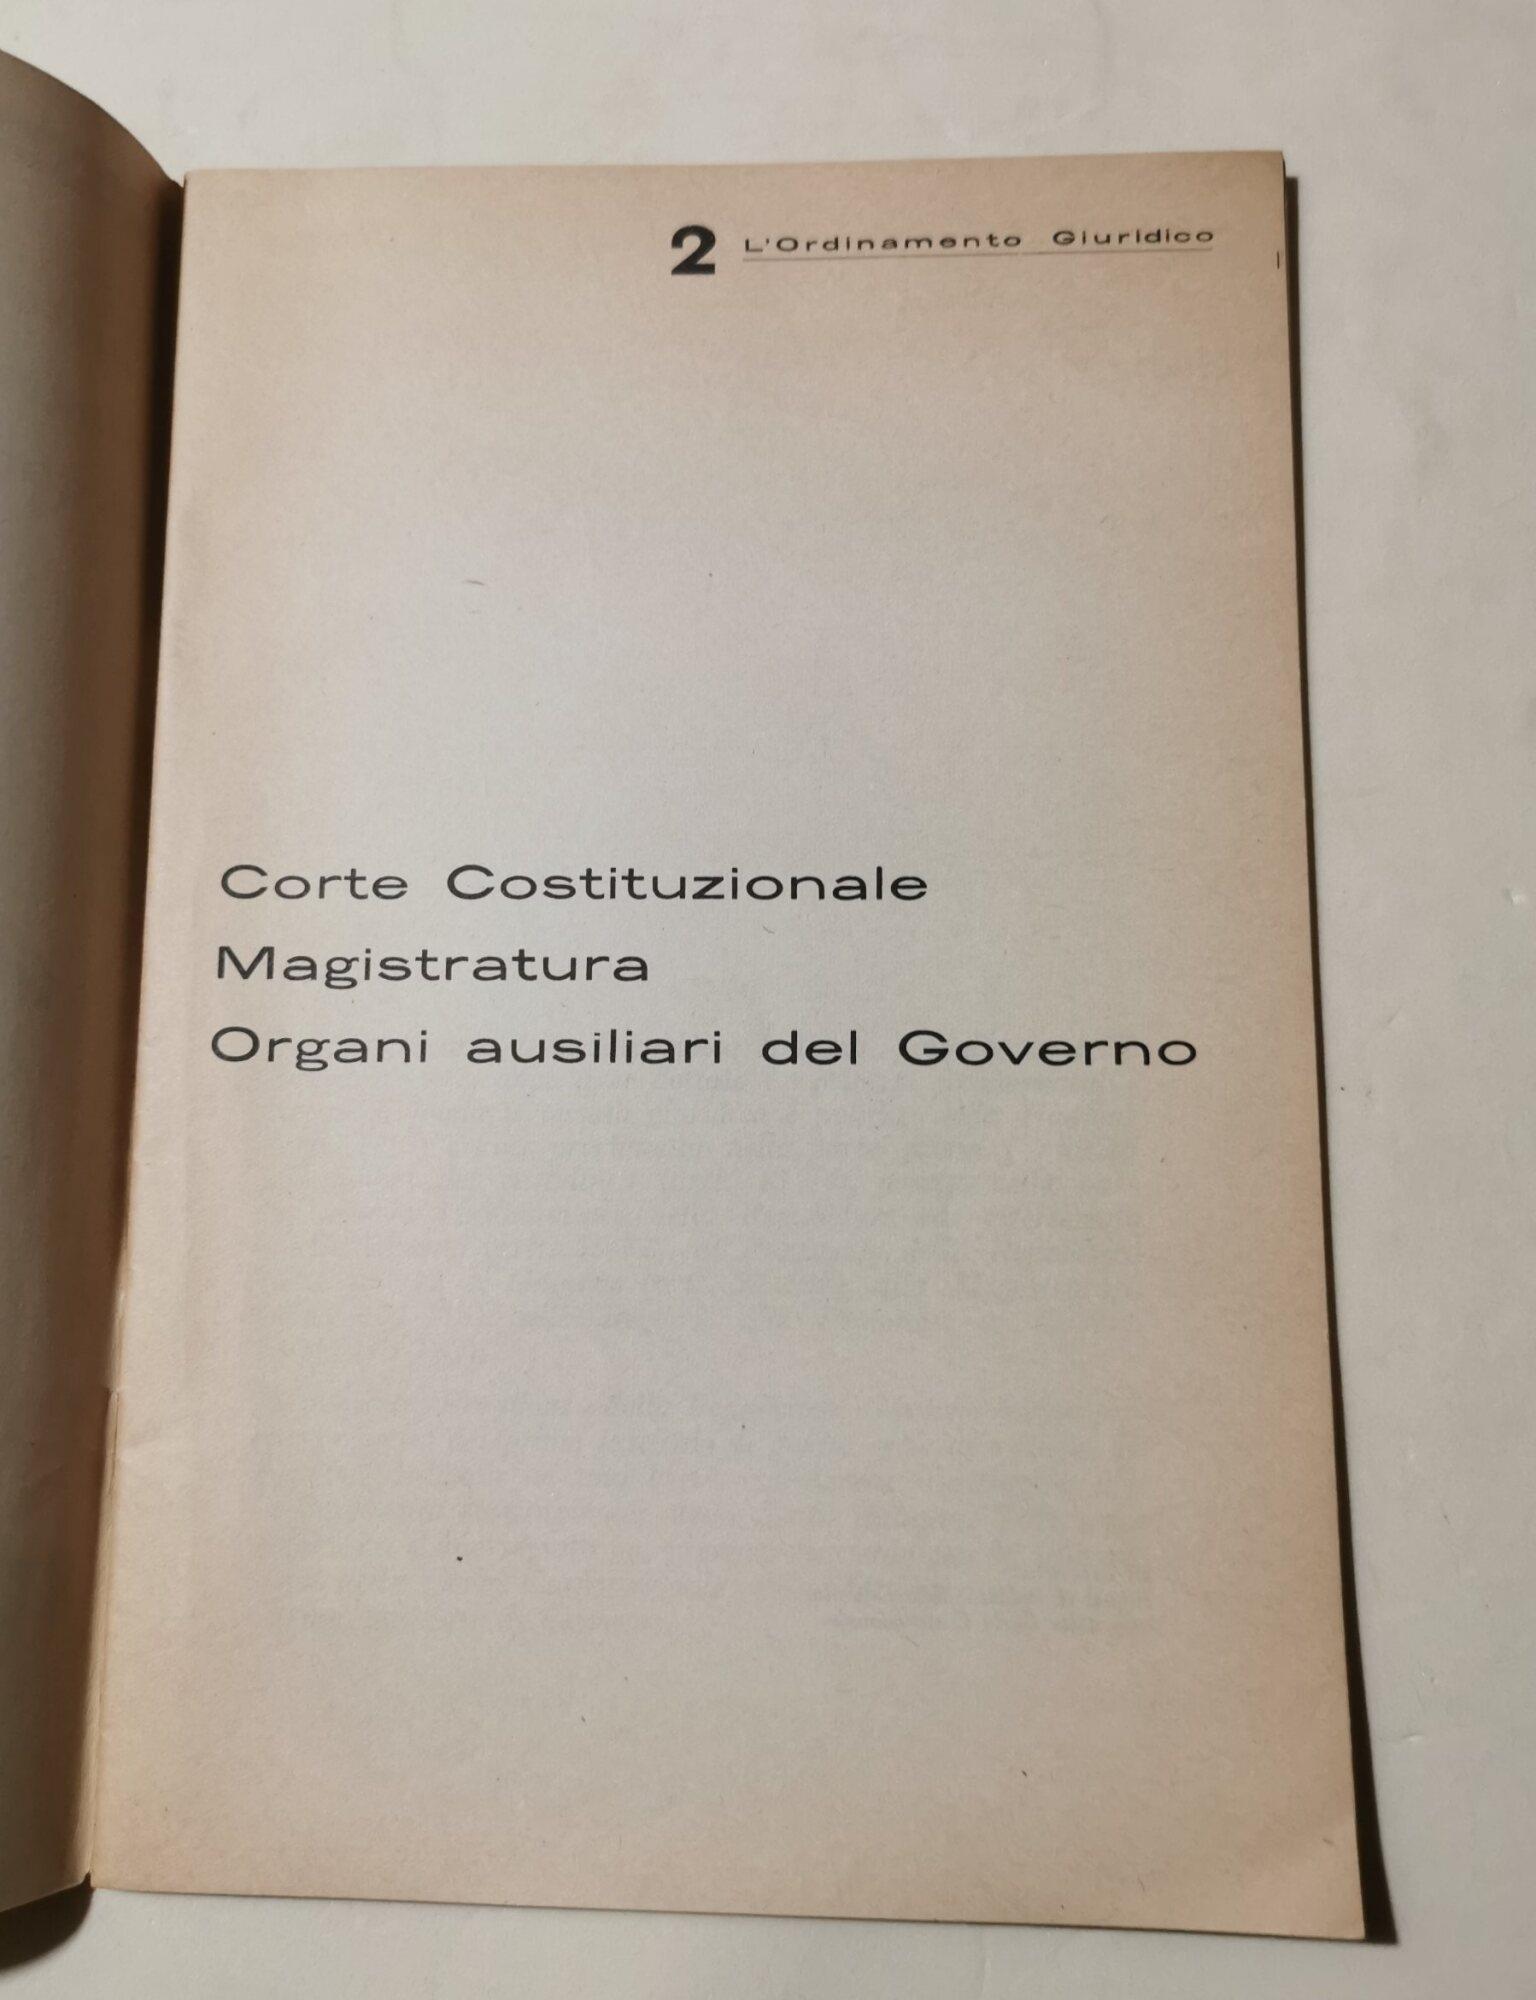 2 L'Ordinamento Giuridico
Corte Costituzionale
Magistratura
Organi ausiliari del Governo